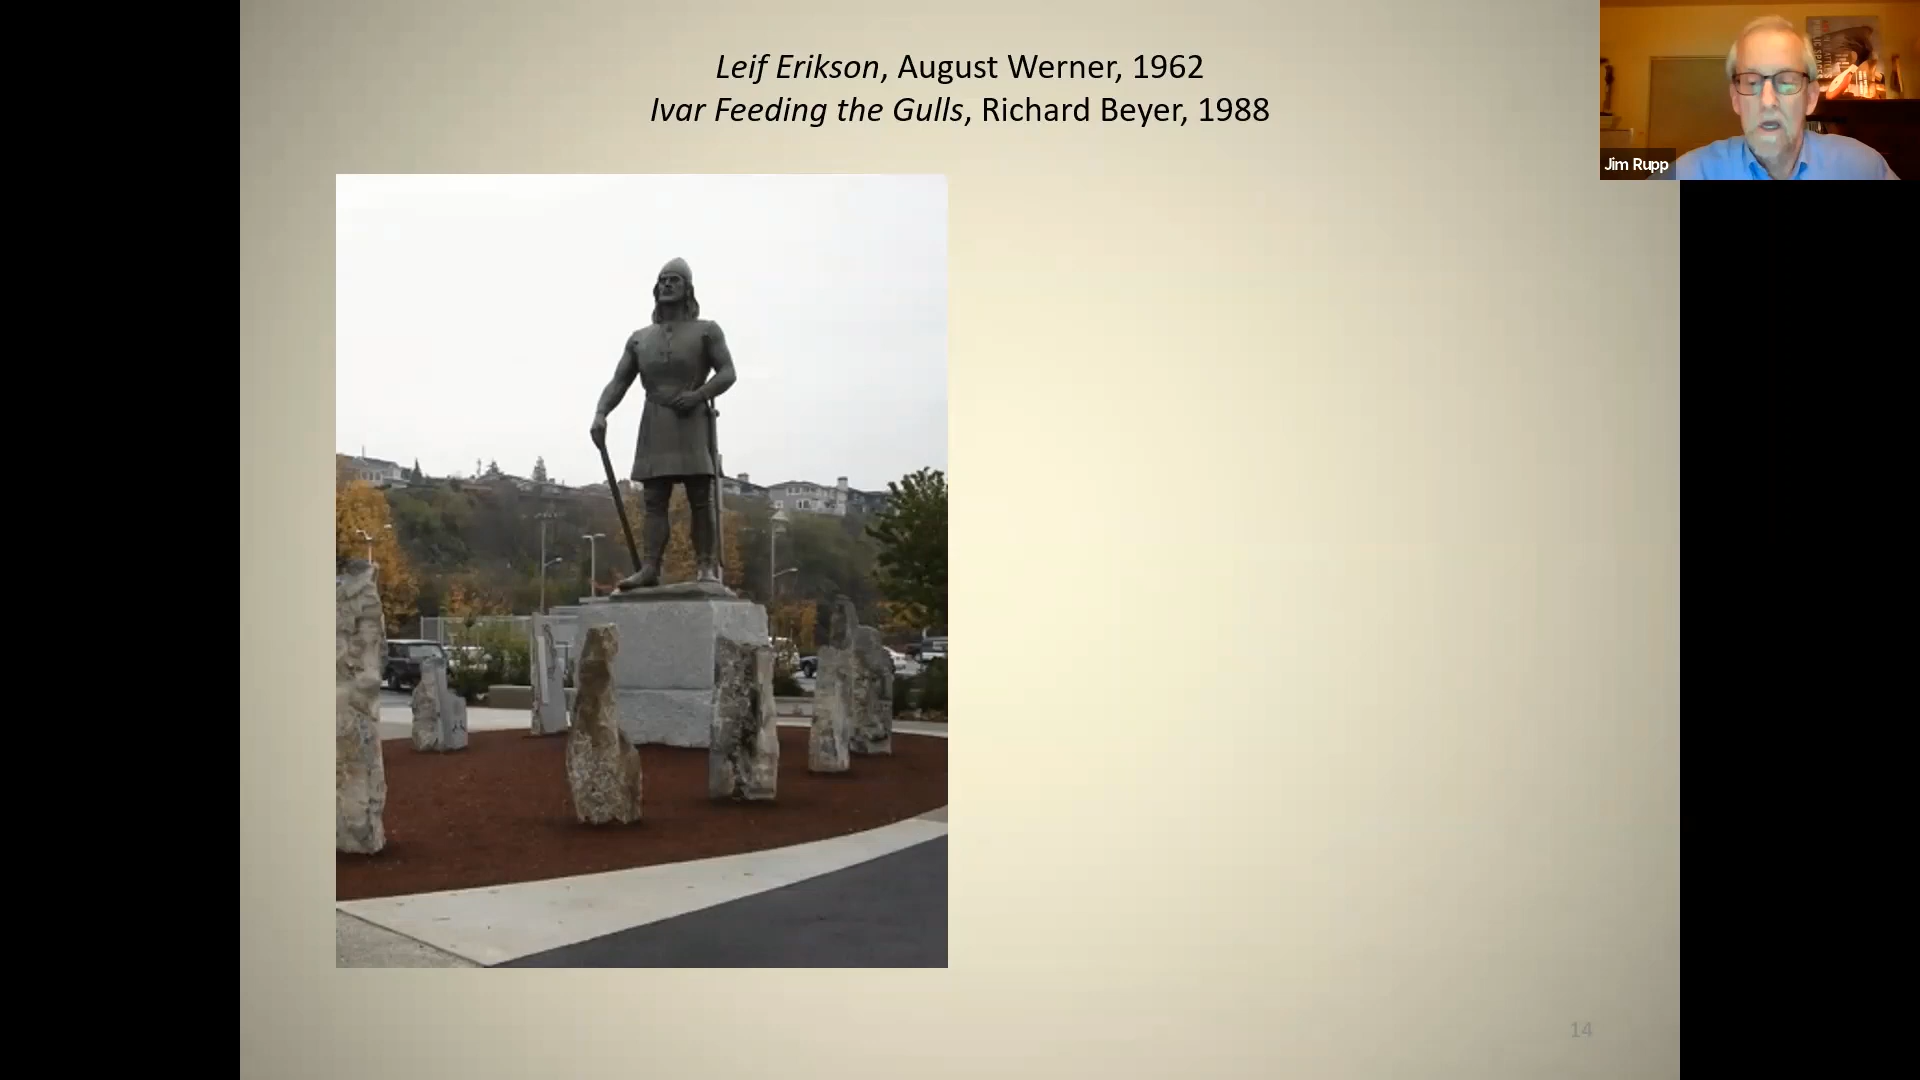 Leif Erikson, August Werner, 1962
Ivar Feeding the Gulls, Richard Beyer, 1988
Jim Rupp
14